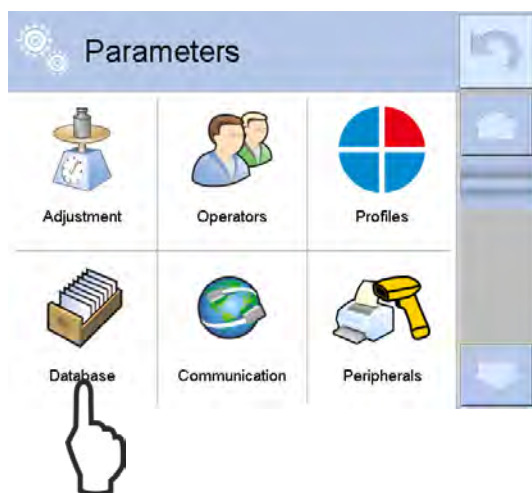 Parameters
Adjustment
Operators
Profiles
Database
Communication
Peripherals